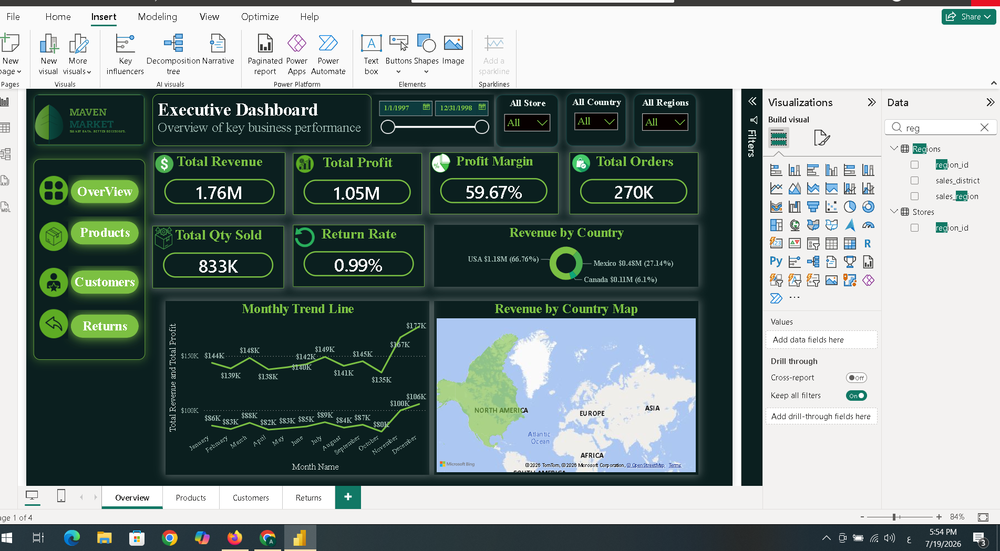 File Home Insert Modeling View Optimize Help
Share
New page
New visual
More visuals
Key influencers
Decomposition tree
Narrative
Paginated report
Power Apps
Power Automate
Text box
Buttons
Shapes
Image
Add a sparkline
Pages
Visuals
AI visuals
Power Platform
Elements
Sparklines
MAVEN
MARKET
SMART DATA. BETTER DECISIONS.
Executive Dashboard
Overview of key business performance
1/1/1997
12/31/1998
All Store
All
All Country
All
All Regions
All
OverView
Products
Customers
Returns
Total Revenue
1.76M
Total Profit
1.05M
Profit Margin
59.67%
Total Orders
270K
Total Qty Sold
833K
Return Rate
0.99%
Revenue by Country
USA $1.18M (66.76%)
Mexico $0.48M (27.14%)
Canada $0.11M (6.1%)
Monthly Trend Line
Total Revenue and Total Profit
$150K
$100K
$144K
$139K
$148K
$138K
$140K
$142K
$149K
$141K
$145K
$135K
$167K
$177K
$86K
$83K
$88K
$82K
$83K
$85K
$89K
$84K
$87K
$80K
$100K
$106K
January
February
March
April
May
June
July
August
September
October
November
December
Month Name
Revenue by Country Map
NORTH AMERICA
EUROPE
ASIA
Atlantic
Ocean
AFRICA
SOUTH AMERICA
Microsoft Bing
©2026 TomTom, ©2026 Microsoft Corporation, © OpenStreetMap Terms
Filters
Visualizations
Build visual
123
R
Py
Values
Add data fields here
Drill through
Cross-report
Off
Keep all filters
On
Add drill-through fields here
Data
reg
Regions
region_id
sales_district
sales_region
Stores
region_id
Overview
Products
Customers
Returns
age 1 of 4
84%
5:54 PM
7/19/2026
ع
3